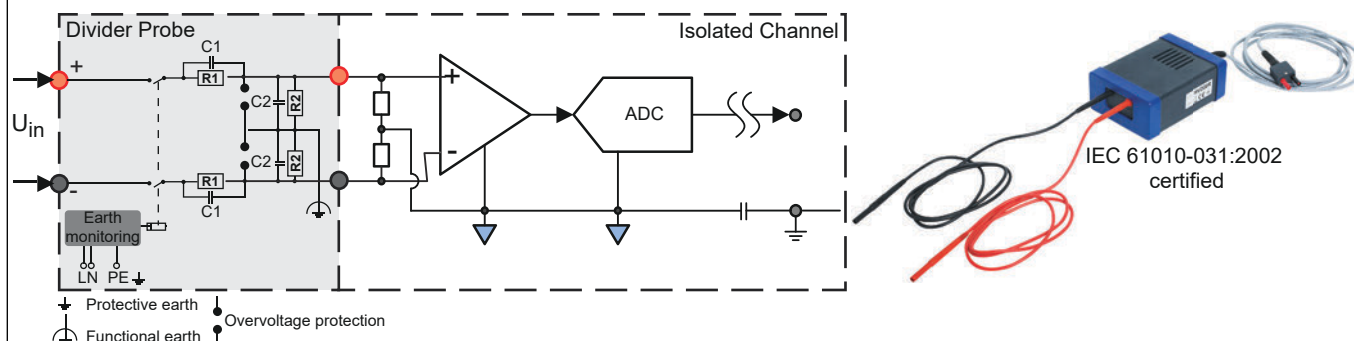 Divider Probe
Isolated Channel
C1
+
R1
C2
R2
+
ADC
U in
C2
R2
-
-
R1
C1
Earth
monitoring
LN PE
Protective earth
Overvoltage protection
Functional earth
IEC 61010-031:2002
certified